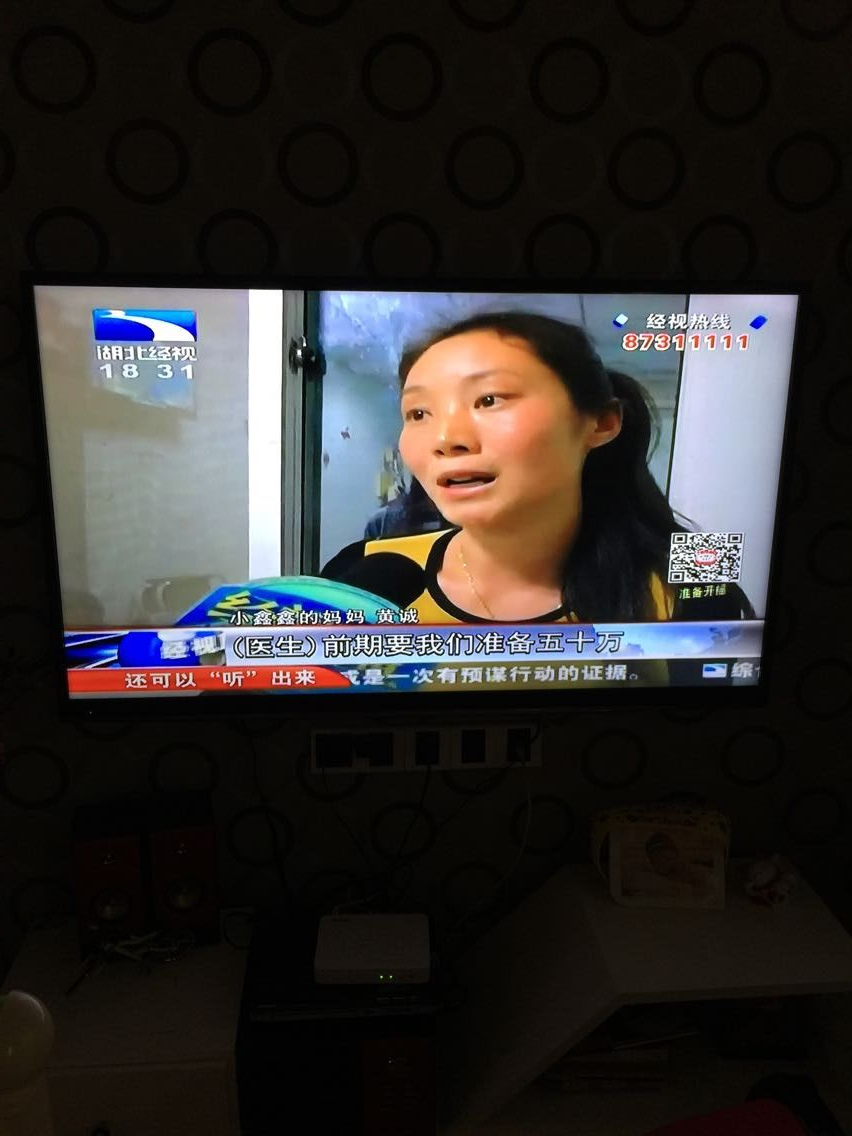 湖北经视
18 31
经视热线
87311111
准备开抢
小鑫鑫的妈妈 黄诚
经视
(医生)前期要我们准备五十万
还可以“听”出来
或是一次有预谋行动的证据。
综